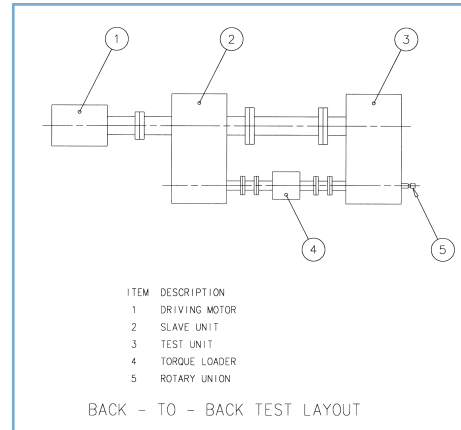 1 2 3
4
5
ITEM DESCRIPTION
1 DRIVING MOTOR
2 SLAVE UNIT
3 TEST UNIT
4 TORQUE LOADER
5 ROTARY UNION
BACK - TO - BACK TEST LAYOUT